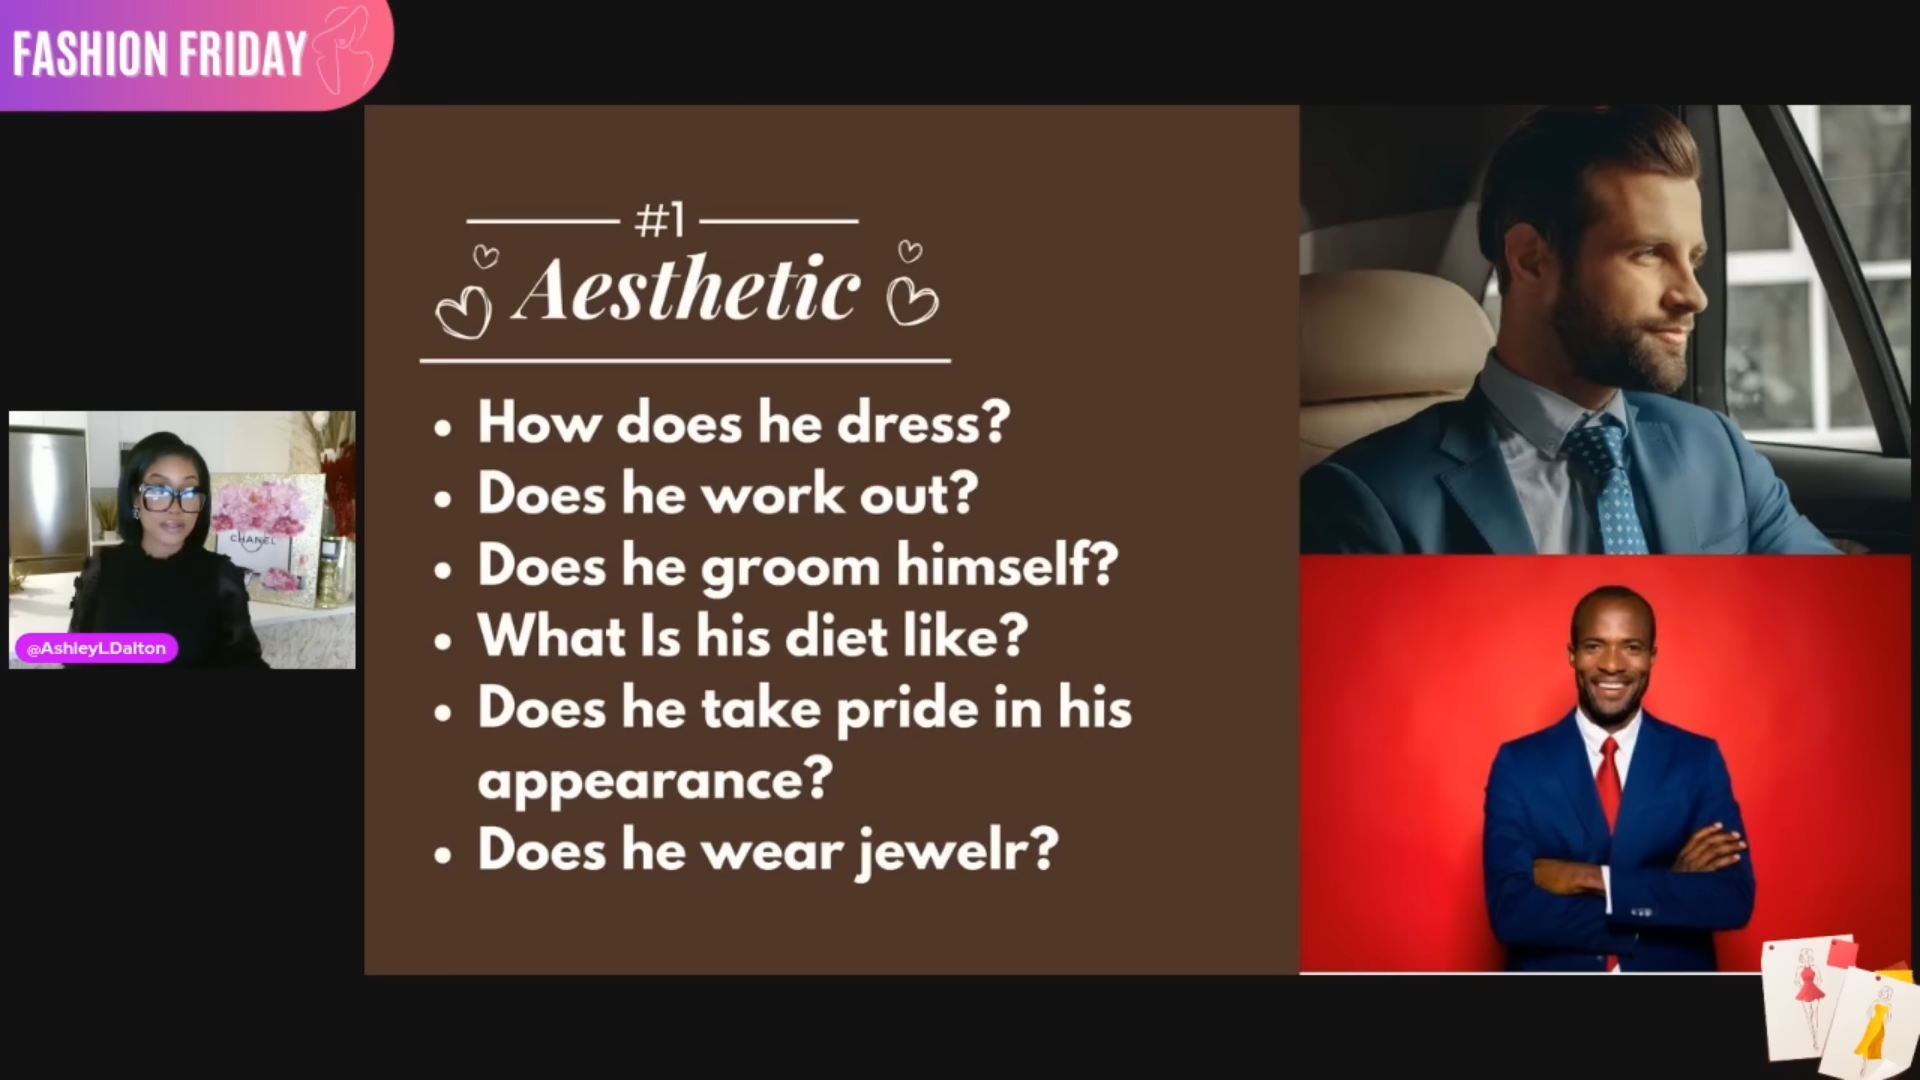 FASHION FRIDAY
#1
Aesthetic
• How does he dress?
• Does he work out?
• Does he groom himself?
• What Is his diet like?
• Does he take pride in his
appearance?
• Does he wear jewelr?
CHANEL
@AshleyLDalton